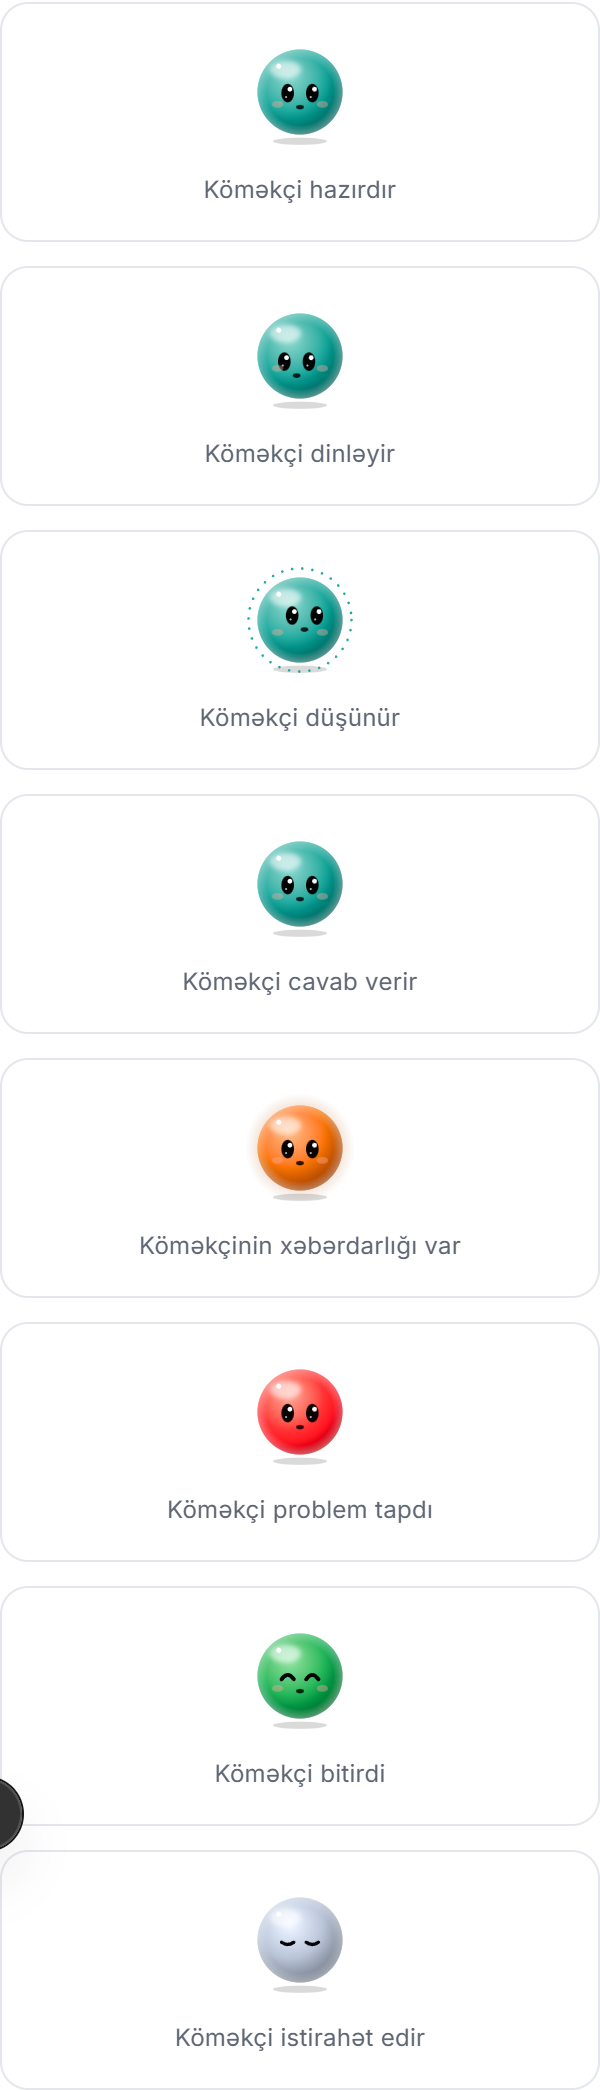 Köməkçi hazırdır
Köməkçi dinləyir
Köməkçi düşünür
Köməkçi cavab verir
Köməkçinin xəbərdarlığı var
Köməkçi problem tapdı
Köməkçi bitirdi
Köməkçi istirahət edir